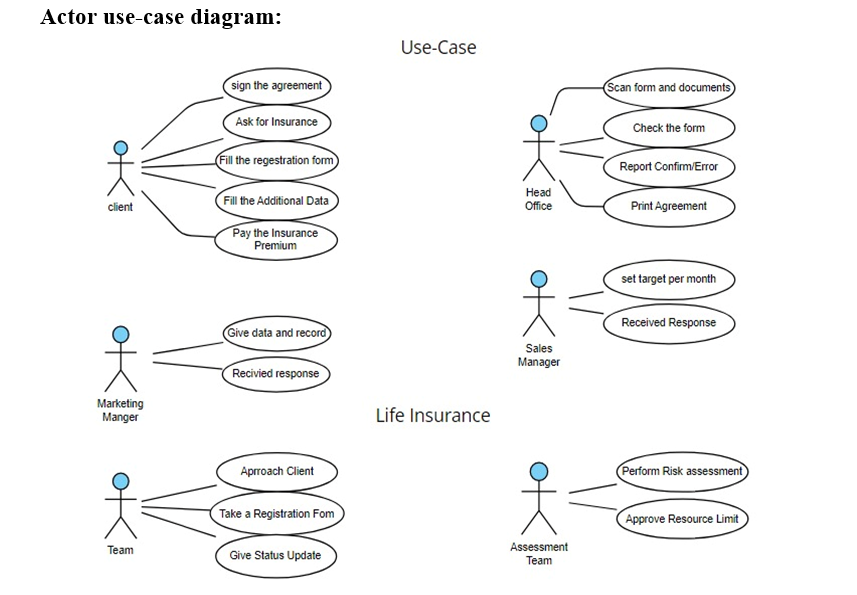 Actor use-case diagram:
Use-Case
sign the agreement
Ask for Insurance
Fill the regestration form
Fill the Additional Data
Pay the Insurance
Premium
client
Scan form and documents
Check the form
Report Confirm/Error
Print Agreement
Head
Office
set target per month
Received Response
Sales
Manager
Give data and record
Recivied response
Marketing
Manger
Life Insurance
Aprroach Client
Take a Registration Fom
Give Status Update
Team
Perform Risk assessment
Approve Resource Limit
Assessment
Team